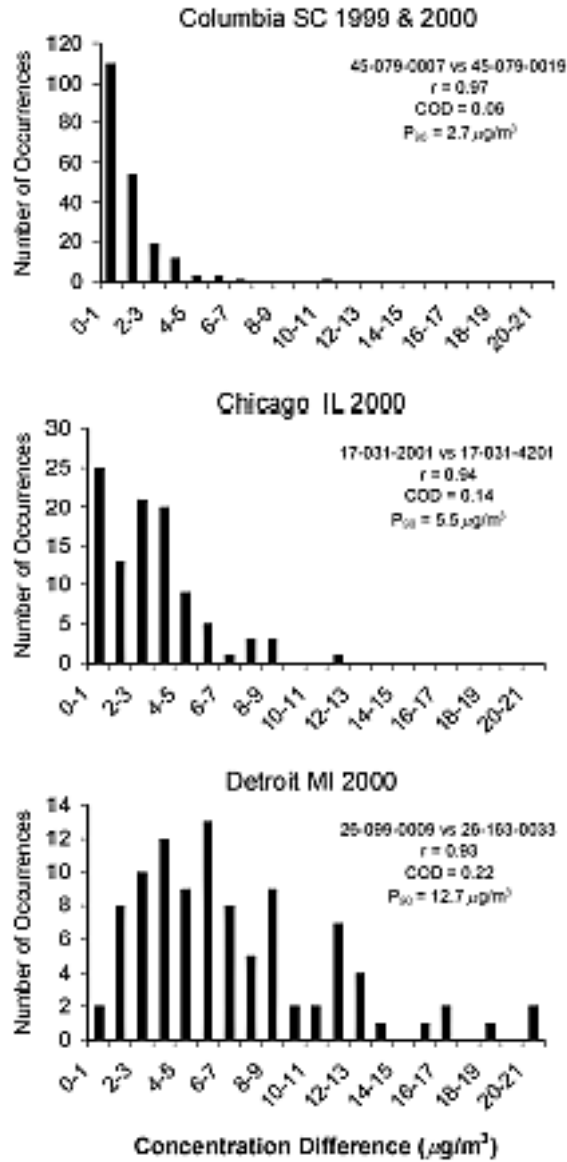 Columbia SC 1999 & 2000
Number of Occurrences
120
100
80
60
40
20
0
45-079-0007 vs 45-079-0019
r = 0.97
COD = 0.06
P₉₀ = 2.7 µg/m³
0-1
2-3
4-5
6-7
8-9
10-11
12-13
14-15
16-17
18-19
20-21
Chicago IL 2000
Number of Occurrences
30
25
20
15
10
5
0
17-031-2001 vs 17-031-4201
r = 0.94
COD = 0.14
P₉₀ = 5.5 µg/m³
0-1
2-3
4-5
6-7
8-9
10-11
12-13
14-15
16-17
18-19
20-21
Detroit MI 2000
Number of Occurrences
14
12
10
8
6
4
2
0
26-099-0009 vs 26-163-0033
r = 0.93
COD = 0.22
P₉₀ = 12.7 µg/m³
0-1
2-3
4-5
6-7
8-9
10-11
12-13
14-15
16-17
18-19
20-21
Concentration Difference (µg/m³)